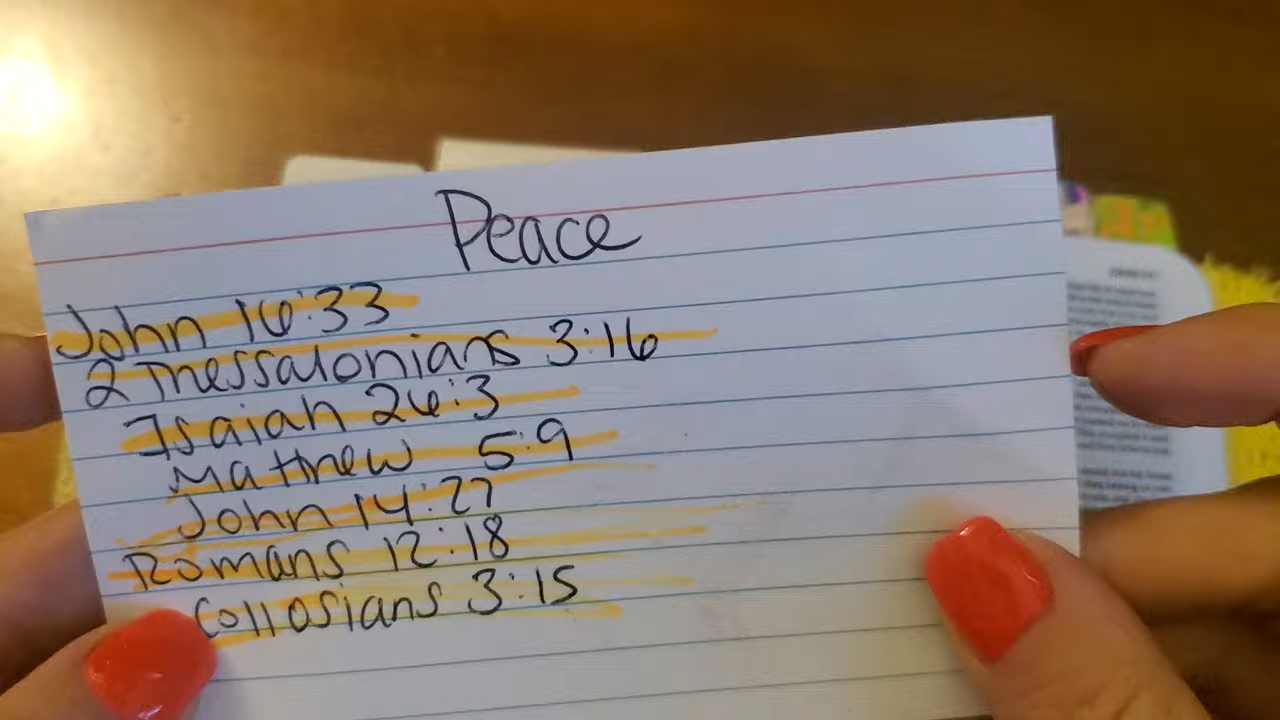 Peace
John 16:33
2 Thessalonians 3:16
Isaiah 26:3
Matthew 5:9
John 14:27
Romans 12:18
Collosians 3:15